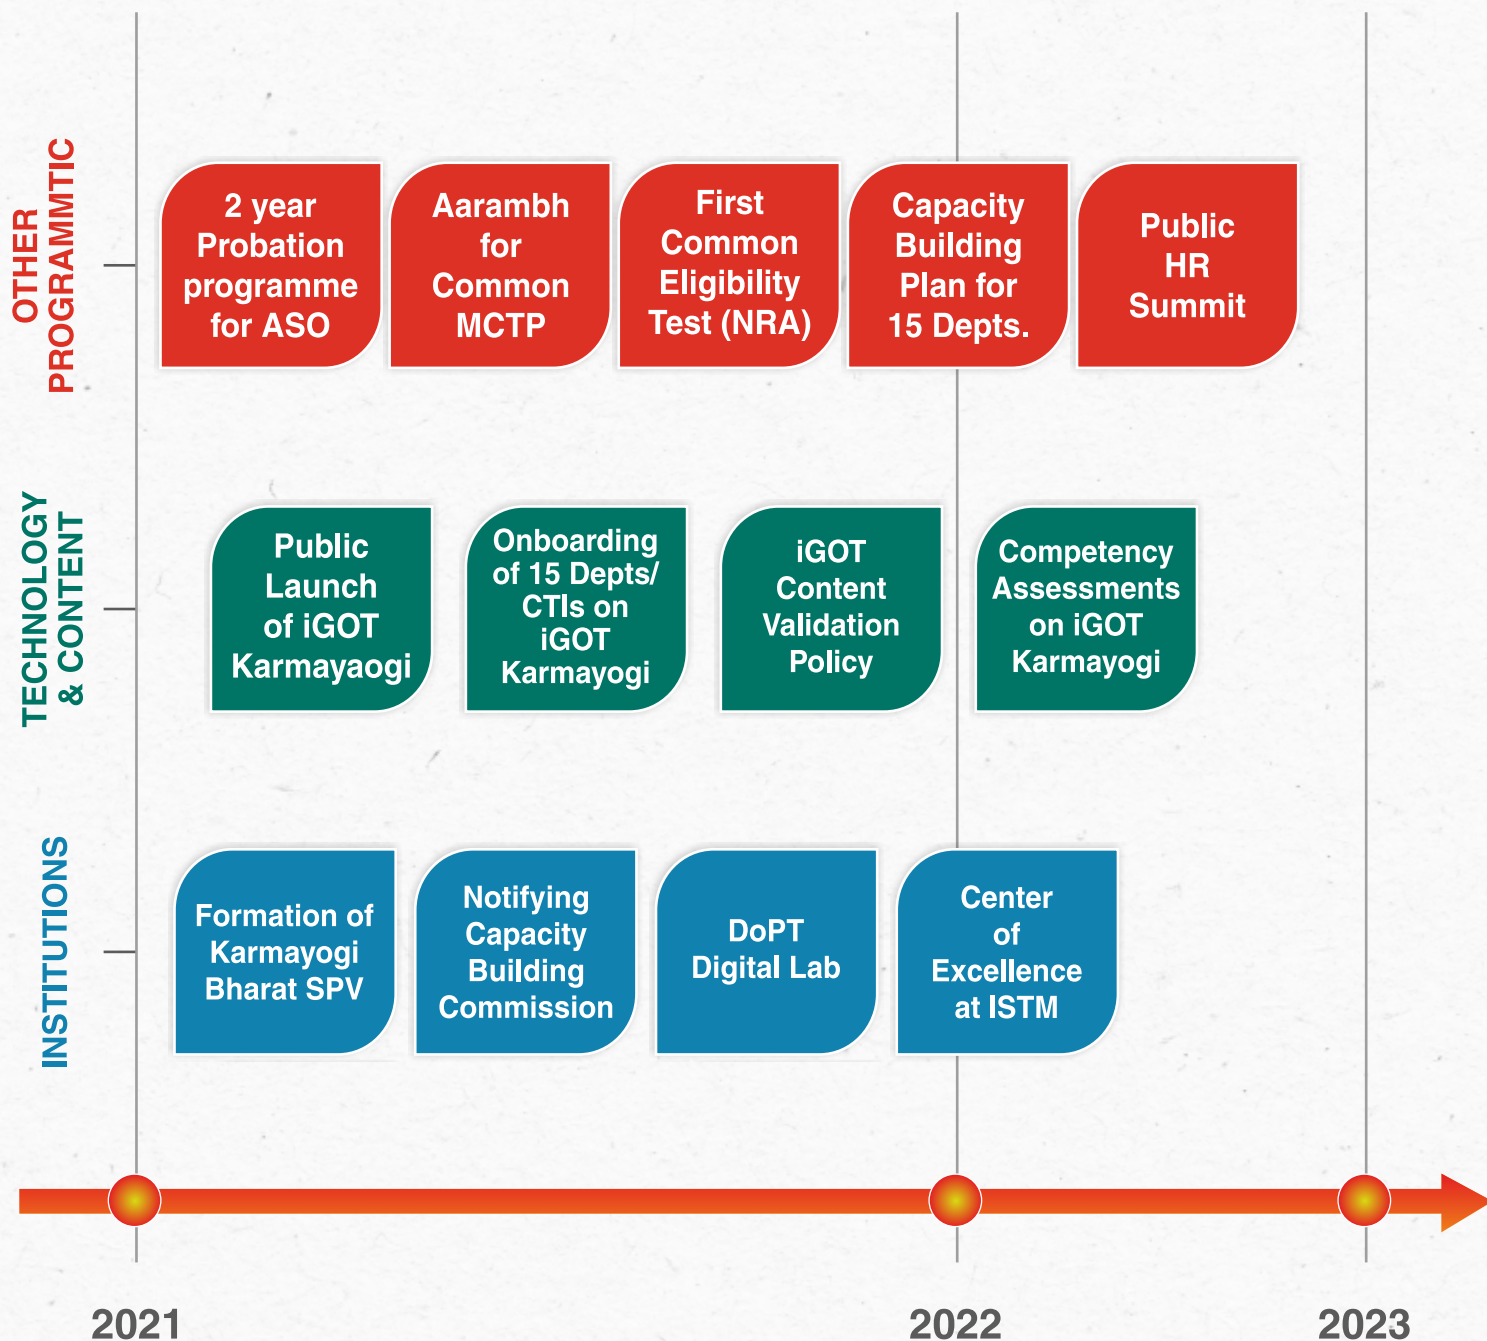 OTHER
PROGRAMMTIC
2 year
Probation
programme
for ASO
Aarambh
for
Common
MCTP
First
Common
Eligibility
Test (NRA)
Capacity
Building
Plan for
15 Depts.
Public
HR
Summit
TECHNOLOGY
& CONTENT
Public
Launch
of iGOT
Karmayaogi
Onboarding
of 15 Depts/
CTIs on
iGOT
Karmayogi
iGOT
Content
Validation
Policy
Competency
Assessments
on iGOT
Karmayogi
INSTITUTIONS
Formation of
Karmayogi
Bharat SPV
Notifying
Capacity
Building
Commission
DoPT
Digital Lab
Center
of
Excellence
at ISTM
2021
2022
2023